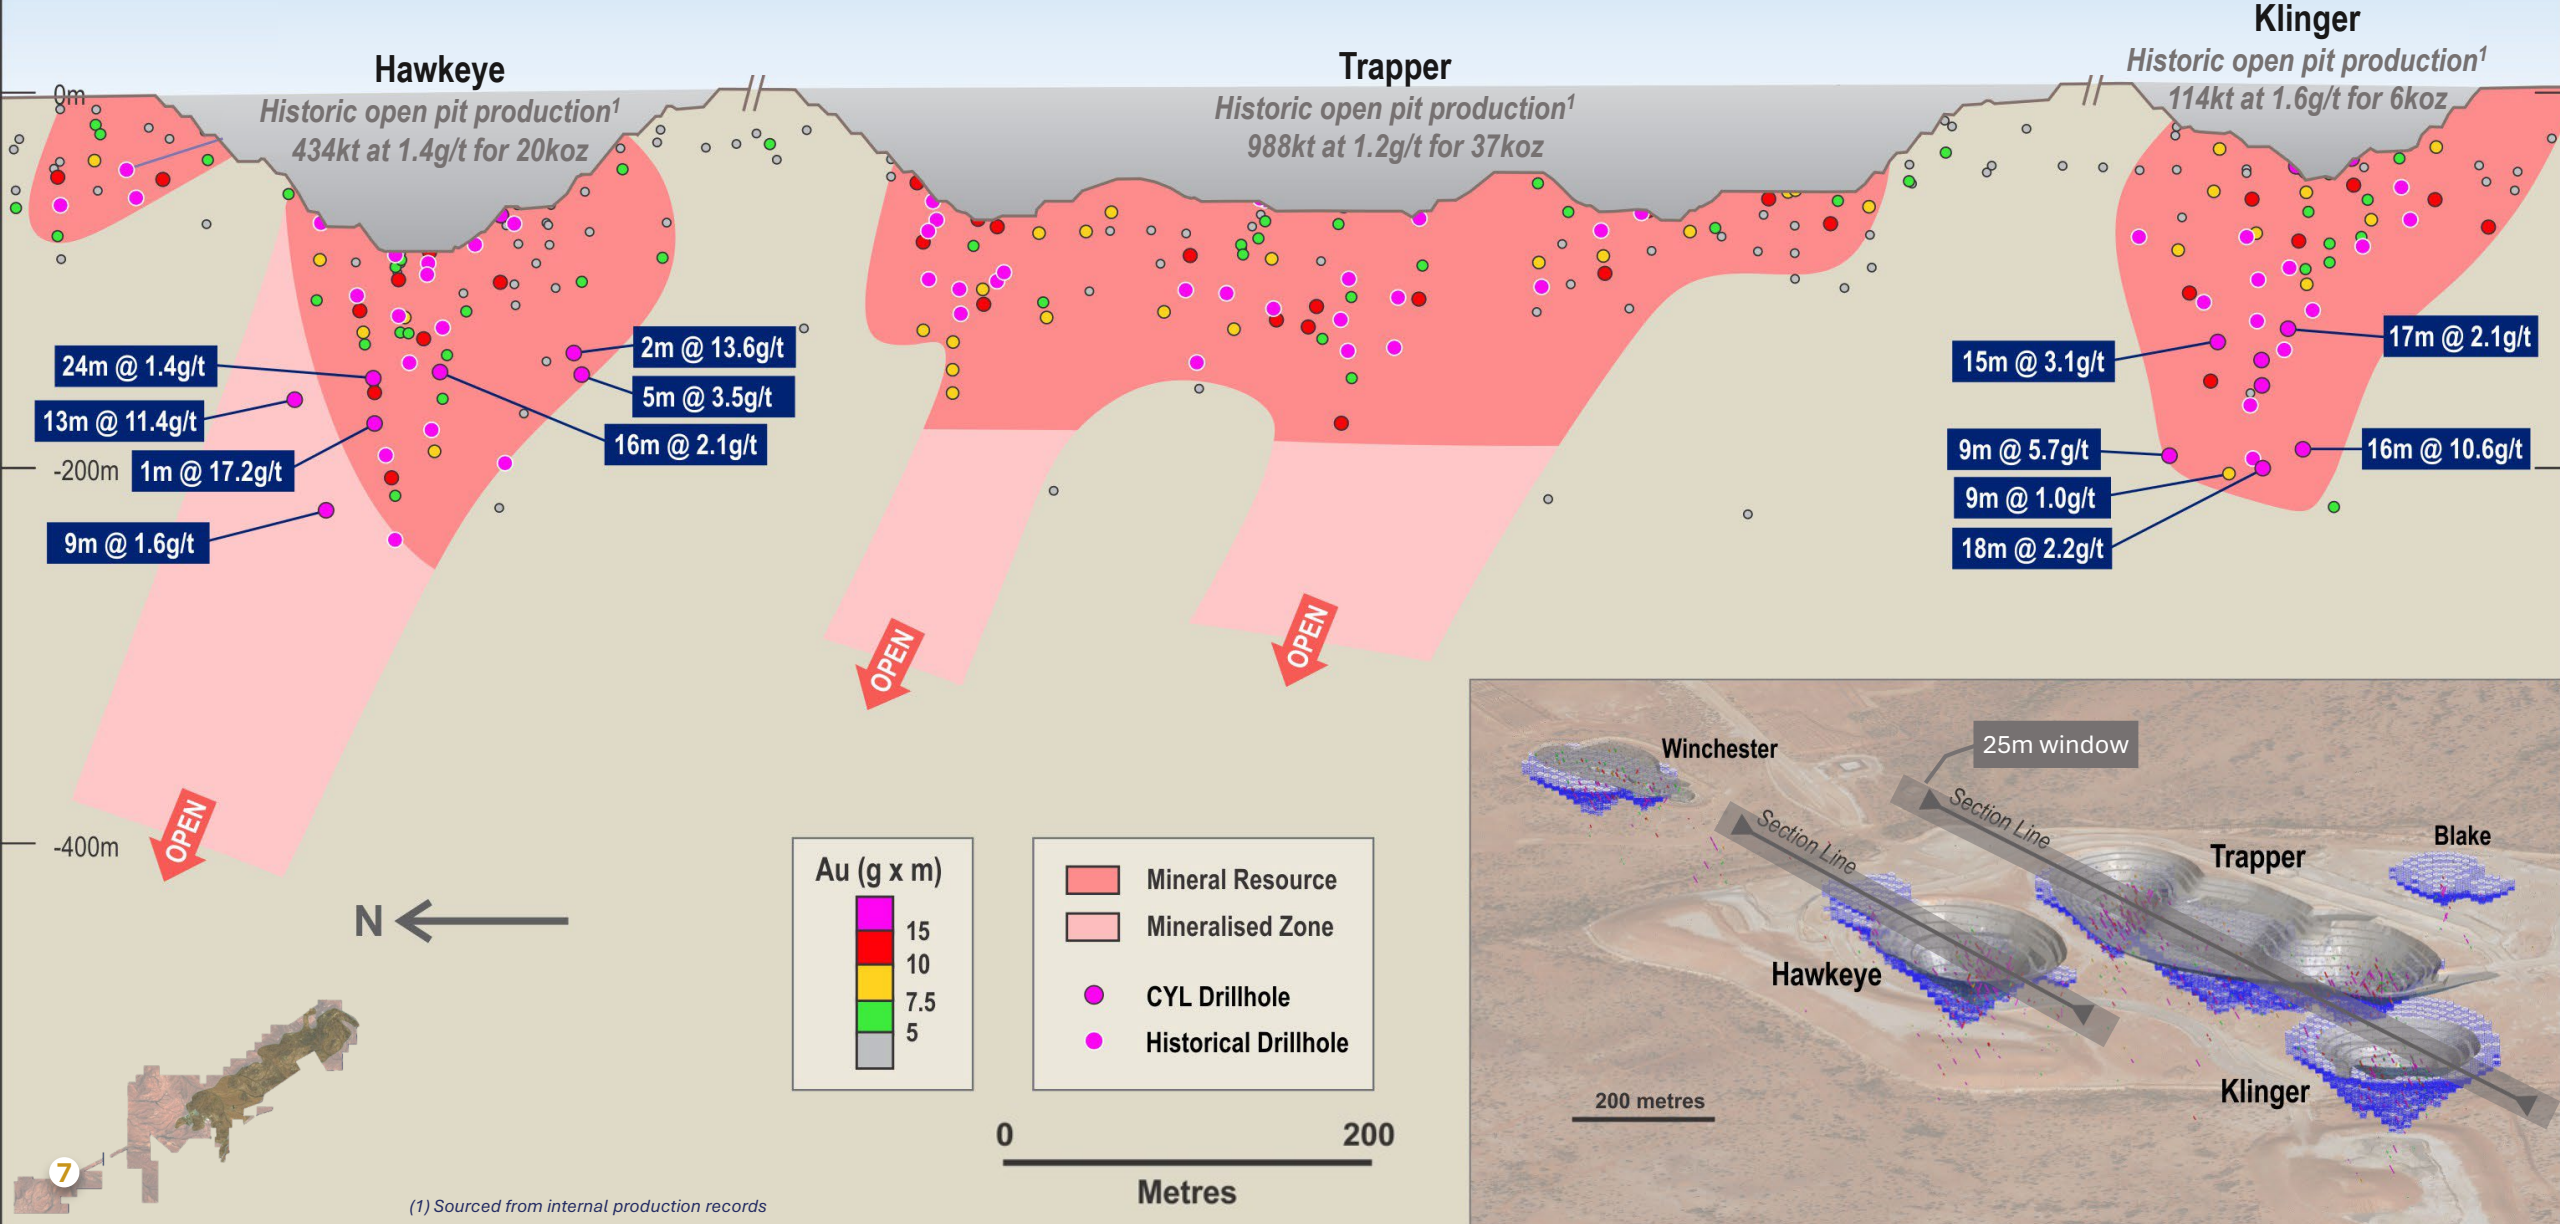 Klinger
Historic open pit production1
114kt at 1.6g/t for 6koz
Hawkeye
Historic open pit production1
434kt at 1.4g/t for 20koz
Trapper
Historic open pit production1
988kt at 1.2g/t for 37koz
0m
-200m
-400m
24m @ 1.4g/t
13m @ 11.4g/t
1m @ 17.2g/t
9m @ 1.6g/t
2m @ 13.6g/t
5m @ 3.5g/t
16m @ 2.1g/t
15m @ 3.1g/t
17m @ 2.1g/t
9m @ 5.7g/t
16m @ 10.6g/t
9m @ 1.0g/t
18m @ 2.2g/t
OPEN
OPEN
OPEN
N
Au (g x m)
15
10
7.5
5
Mineral Resource
Mineralised Zone
CYL Drillhole
Historical Drillhole
0 200
Metres
Winchester
25m window
Section Line
Section Line
Trapper
Blake
Hawkeye
Klinger
200 metres
7
(1) Sourced from internal production records